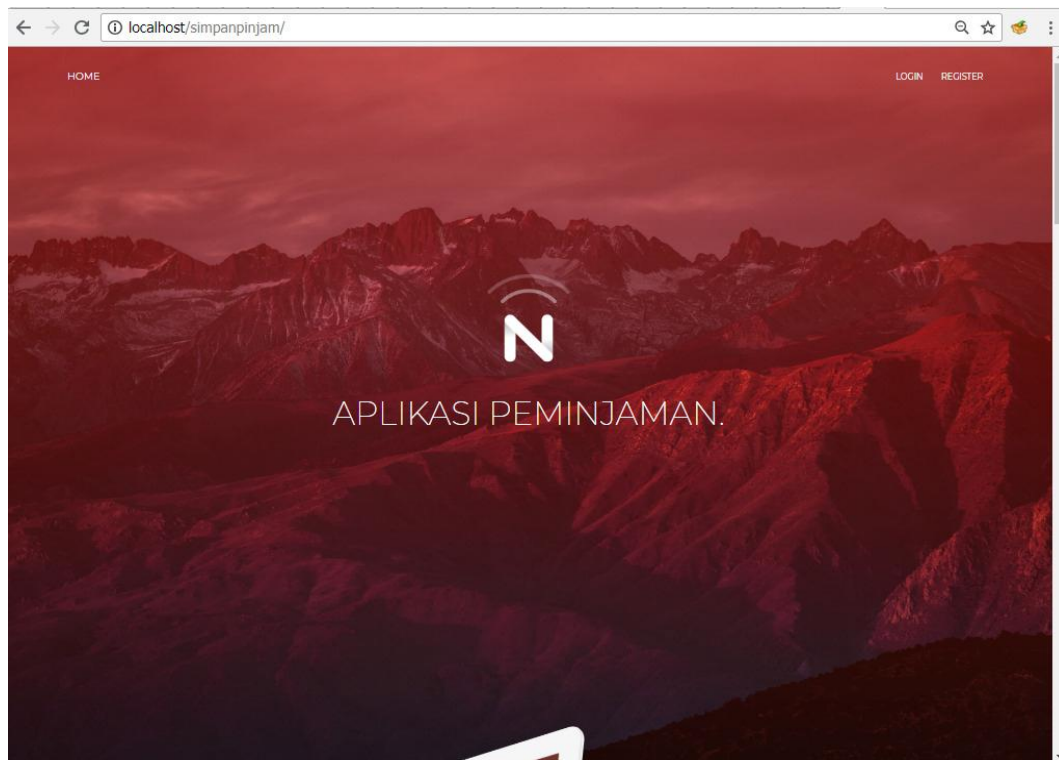 localhost/simpanpinjam/
HOME
LOGIN REGISTER
N
APLIKASI PEMINJAMAN.